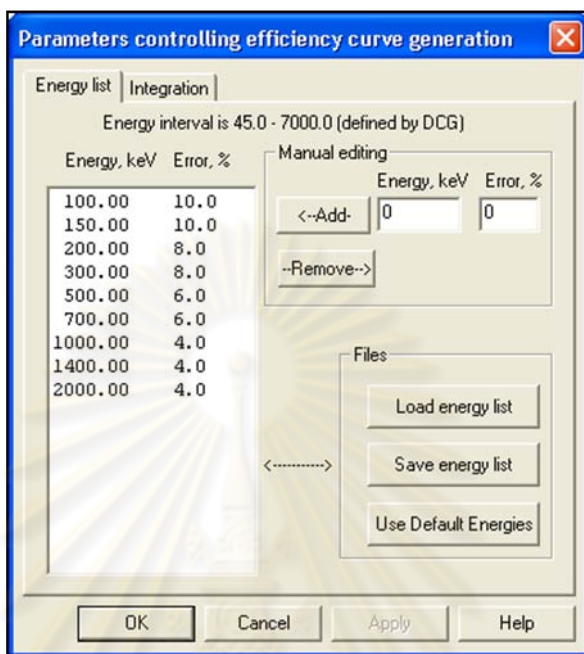 Parameters controlling efficiency curve generation
Energy list Integration
Energy interval is 45.0 - 7000.0 (defined by DCG)
Energy, keV Error, %
100.00 10.0
150.00 10.0
200.00 8.0
300.00 8.0
500.00 6.0
700.00 6.0
1000.00 4.0
1400.00 4.0
2000.00 4.0
Manual editing
Energy, keV Error, %
<--Add- 0 0
--Remove-->
<----------->
Files
Load energy list
Save energy list
Use Default Energies
OK Cancel Apply Help